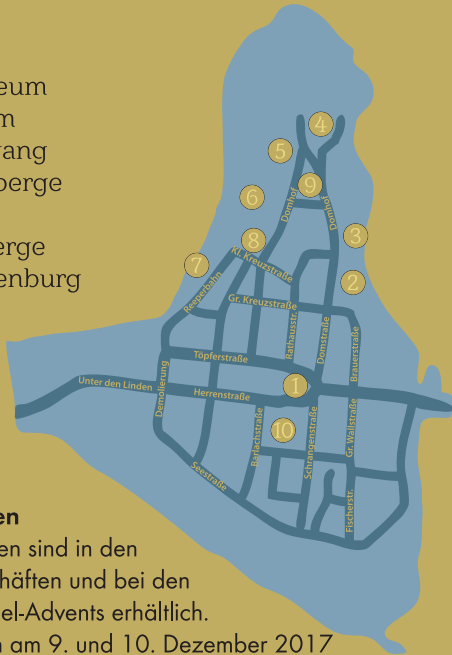 eum
m
gang
berge
erge
enburg
4
5
9
6
Domhof
Domhof
3
8
7
Kl. Kreuzstraße
2
Reeperbahn
Gr. Kreuzstraße
Rathausstr.
Domstraße
Brauerstraße
Töpferstraße
Unter den Linden
Demolierung
Herrenstraße
1
10
Barlachstraße
Schrangenstraße
Gr. Wallstraße
Seestraße
Fischerstr.
en
en sind in den
häften und bei den
el-Advents erhältlich.
n am 9. und 10. Dezember 2017